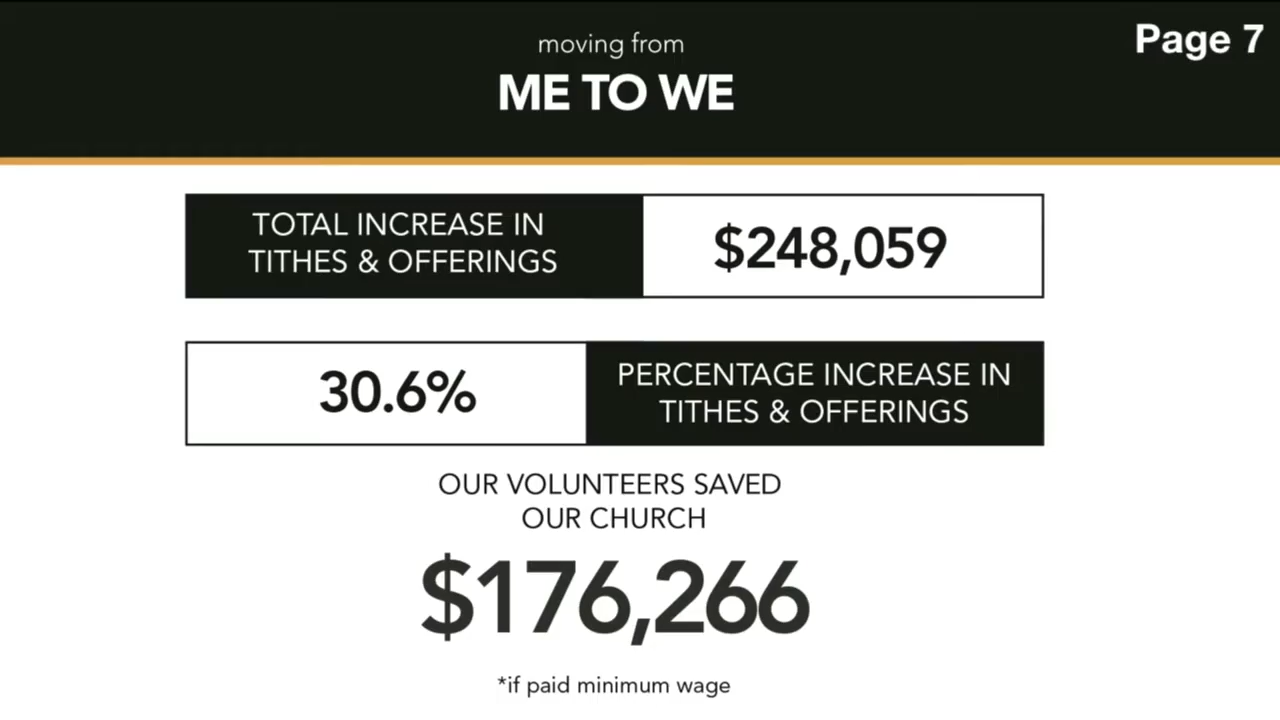 moving from
Page 7
ME TO WE
TOTAL INCREASE IN
TITHES & OFFERINGS
$248,059
30.6%
PERCENTAGE INCREASE IN
TITHES & OFFERINGS
OUR VOLUNTEERS SAVED
OUR CHURCH
$176,266
*if paid minimum wage